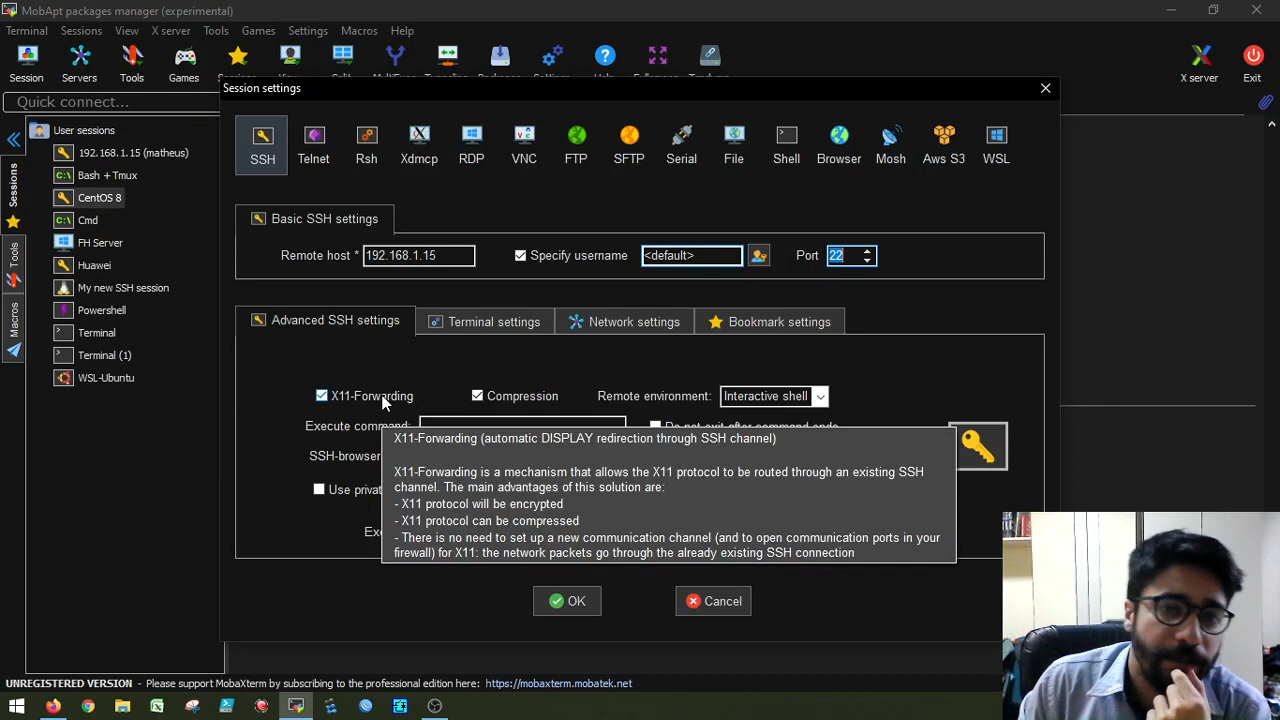 MobApt packages manager (experimental)
Terminal Sessions View X server Tools Games Settings Macros Help
Session Servers Tools Games
X server Exit
Quick connect...
Session settings
User sessions
192.168.1.15 (matheus)
Bash + Tmux
CentOS 8
Cmd
FH Server
Huawei
My new SSH session
Powershell
Terminal
Terminal (1)
WSL-Ubuntu
Sessions
Tools
Macros
SSH Telnet Rsh Xdmcp RDP VNC FTP SFTP Serial File Shell Browser Mosh Aws S3 WSL
Basic SSH settings
Remote host * 192.168.1.15 Specify username <default> Port 22
Advanced SSH settings Terminal settings Network settings Bookmark settings
X11-Forwarding Compression Remote environment: Interactive shell
Execute command: Do not exit after command ends
SSH-browser
Use privat
X11-Forwarding (automatic DISPLAY redirection through SSH channel)
X11-Forwarding is a mechanism that allows the X11 protocol to be routed through an existing SSH
channel. The main advantages of this solution are:
- X11 protocol will be encrypted
- X11 protocol can be compressed
- There is no need to set up a new communication channel (and to open communication ports in your
firewall) for X11: the network packets go through the already existing SSH connection
OK Cancel
UNREGISTERED VERSION - Please support MobaXterm by subscribing to the professional edition here: https://mobaxterm.mobatek.net